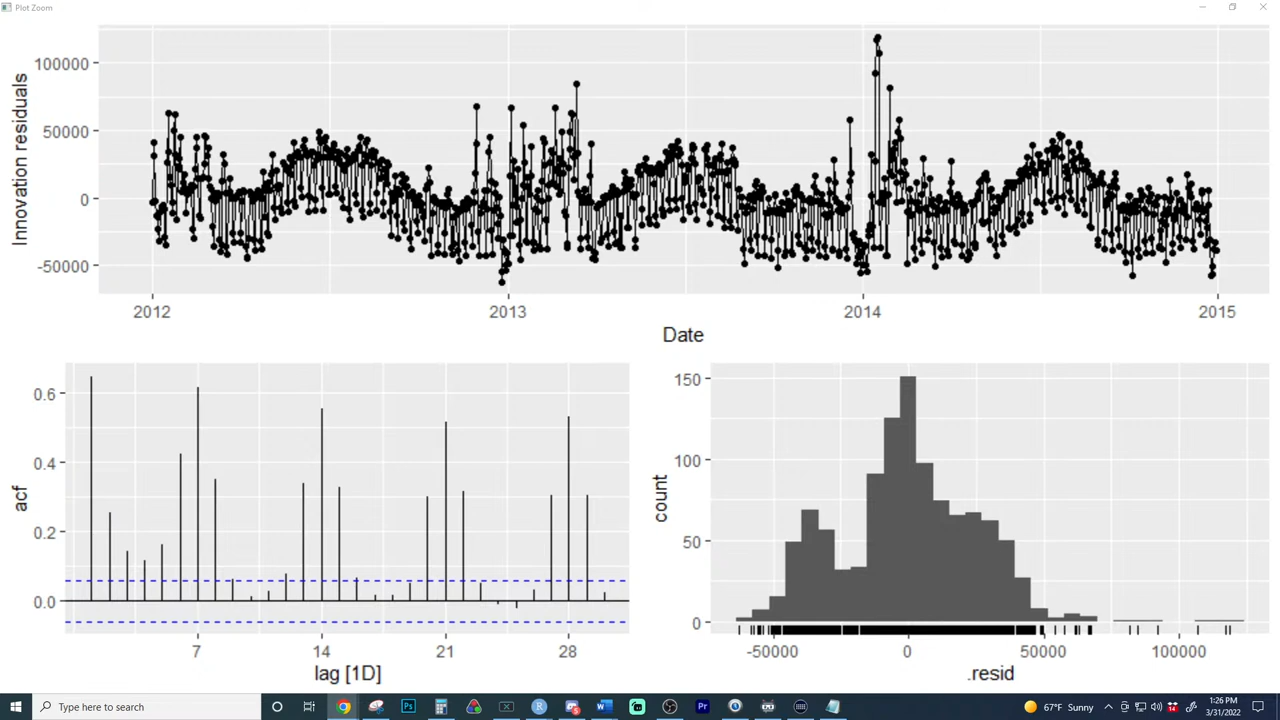 Plot Zoom
Innovation residuals
100000
50000
0
-50000
2012
2013
2014
2015
Date
acf
0.6
0.4
0.2
0.0
7
14
21
28
lag [1D]
count
150
100
50
0
-50000
0
50000
100000
.resid
Type here to search
Ps
R
W
Pr
67°F Sunny
1:26 PM
3/31/2022